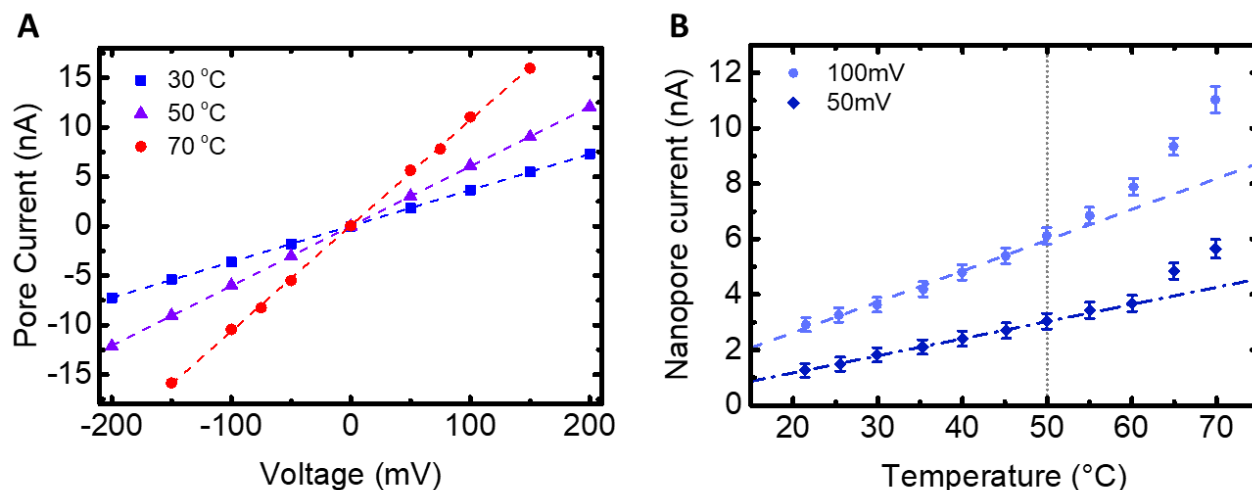 A
Pore Current (nA)
15
10
5
0
-5
-10
-15
30 °C
50 °C
70 °C
-200
-100
0
100
200
Voltage (mV)
B
Nanopore current (nA)
12
10
8
6
4
2
0
100mV
50mV
20
30
40
50
60
70
Temperature (°C)